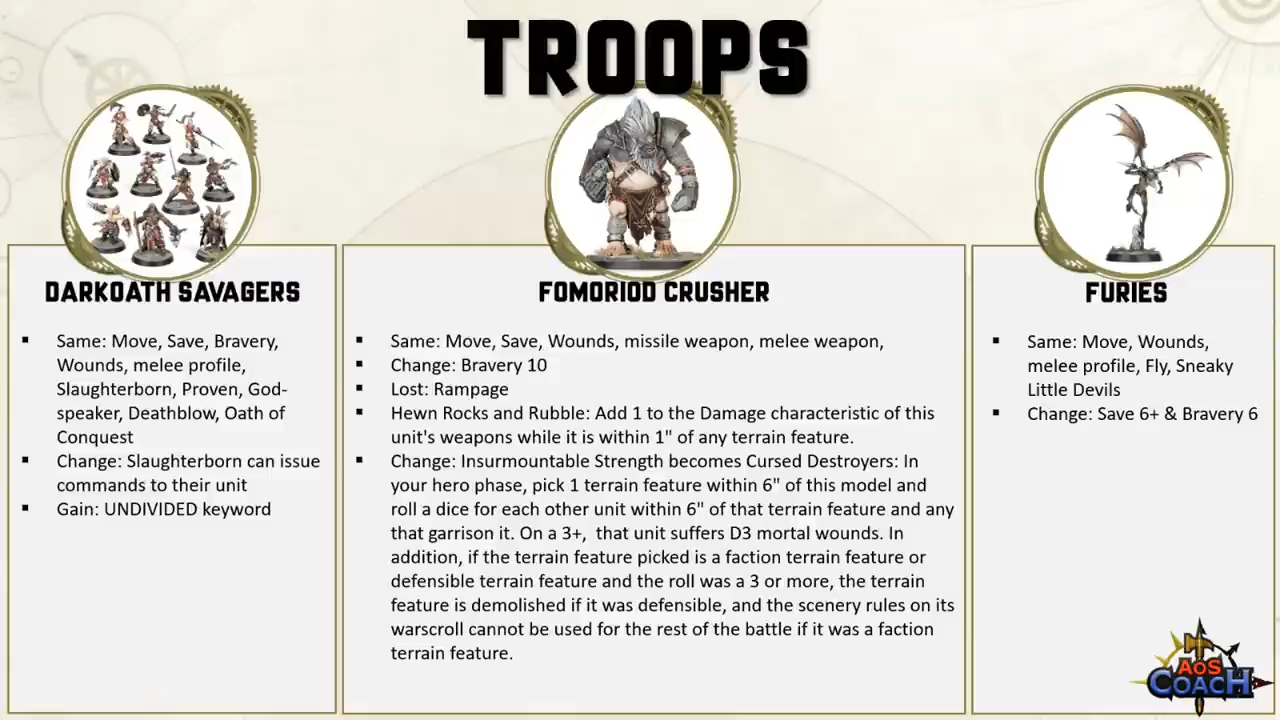 TROOPS
DARKOATH SAVAGERS
▪ Same: Move, Save, Bravery,
Wounds, melee profile,
Slaughterborn, Proven, God-
speaker, Deathblow, Oath of
Conquest
▪ Change: Slaughterborn can issue
commands to their unit
▪ Gain: UNDIVIDED keyword
FOMORIOD CRUSHER
▪ Same: Move, Save, Wounds, missile weapon, melee weapon,
▪ Change: Bravery 10
▪ Lost: Rampage
▪ Hewn Rocks and Rubble: Add 1 to the Damage characteristic of this
unit's weapons while it is within 1" of any terrain feature.
▪ Change: Insurmountable Strength becomes Cursed Destroyers: In
your hero phase, pick 1 terrain feature within 6" of this model and
roll a dice for each other unit within 6" of that terrain feature and any
that garrison it. On a 3+, that unit suffers D3 mortal wounds. In
addition, if the terrain feature picked is a faction terrain feature or
defensible terrain feature and the roll was a 3 or more, the terrain
feature is demolished if it was defensible, and the scenery rules on its
warscroll cannot be used for the rest of the battle if it was a faction
terrain feature.
FURIES
▪ Same: Move, Wounds,
melee profile, Fly, Sneaky
Little Devils
▪ Change: Save 6+ & Bravery 6
AoS
COACH